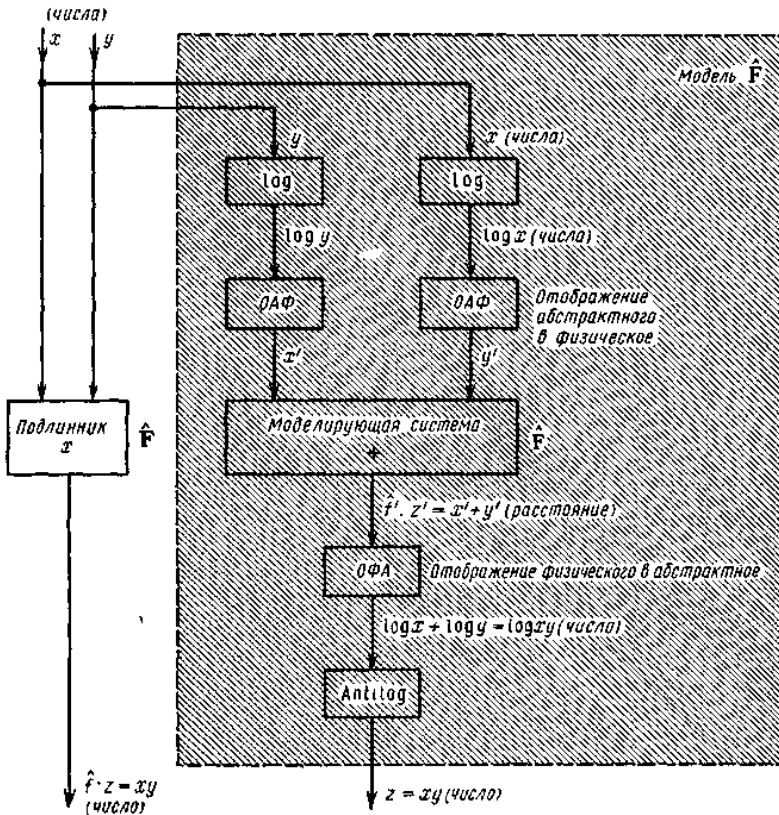 (числа)
x y
Модель F̂
y
x (числа)
log
log
log y
log x (числа)
ОАФ
ОАФ
Отображение
абстрактного
в физическое
x'
y'
Подлинник
x
F̂
Моделирующая система
+
F̂
f̂'. z' = x' + y' (расстояние)
ОФА
Отображение физического в абстрактное
log x + log y = log xy (числа)
Antilog
f̂ · z = xy
(число)
z = xy (число)